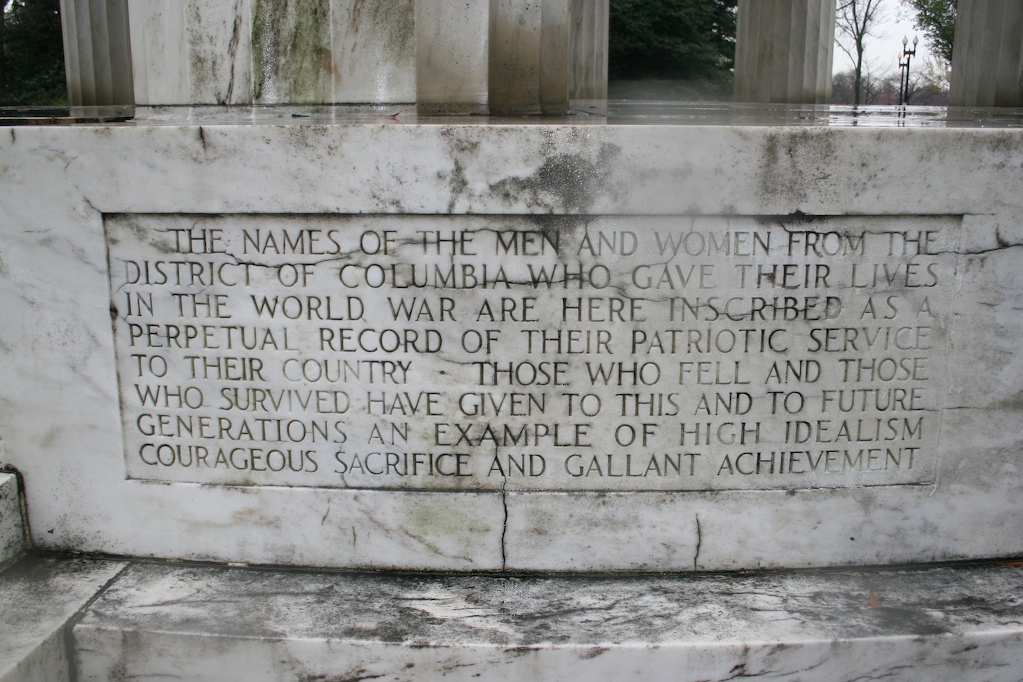 THE NAMES OF THE MEN AND WOMEN FROM THE
DISTRICT OF COLUMBIA WHO GAVE THEIR LIVES
IN THE WORLD WAR ARE HERE INSCRIBED AS A
PERPETUAL RECORD OF THEIR PATRIOTIC SERVICE
TO THEIR COUNTRY · THOSE WHO FELL AND THOSE
WHO SURVIVED HAVE GIVEN TO THIS AND TO FUTURE
GENERATIONS AN EXAMPLE OF HIGH IDEALISM
COURAGEOUS SACRIFICE AND GALLANT ACHIEVEMENT